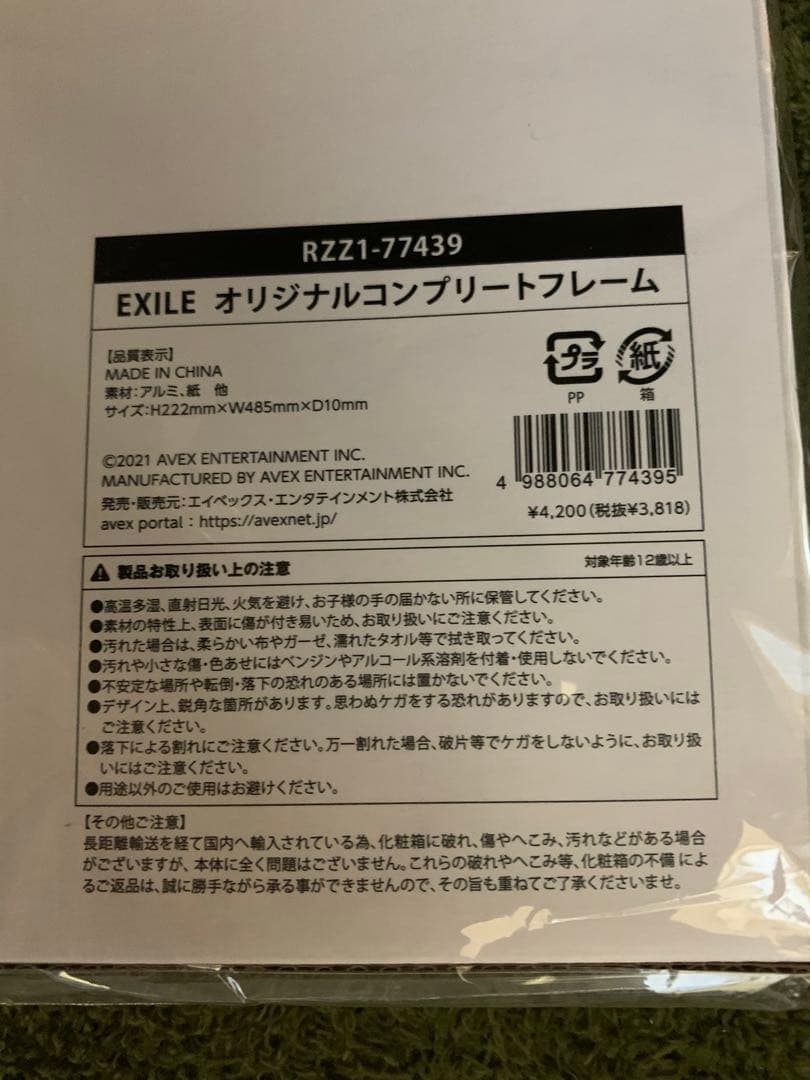 RZZ1-77439
EXILE オリジナルコンプリートフレーム
【品質表示】
MADE IN CHINA
素材:アルミ、紙 他
サイズ:H222mm×W485mm×D10mm
プラ
PP
紙
箱
©2021 AVEX ENTERTAINMENT INC.
MANUFACTURED BY AVEX ENTERTAINMENT INC.
発売・販売元:エイベックス・エンタテインメント株式会社
avex portal : https://avexnet.jp/
4 988064 774395
¥4,200(税抜¥3,818)
製品お取り扱い上の注意
対象年齢12歳以上
●高温多湿、直射日光、火気を避け、お子様の手の届かない所に保管してください。
●素材の特性上、表面に傷が付き易いため、お取り扱いにご注意ください。
●汚れた場合は、柔らかい布やガーゼ、濡れたタオル等で拭き取ってください。
●汚れや小さな傷・色あせにはベンジンやアルコール系溶剤を付着・使用しないでください。
●不安定な場所や転倒・落下の恐れのある場所には置かないでください。
●デザイン上、鋭角な箇所があります。思わぬケガをする恐れがありますので、お取り扱いには
ご注意ください。
●落下による割れにご注意ください。万一割れた場合、破片等でケガをしないように、お取り扱
いにはご注意ください。
●用途以外のご使用はお避けください。
【その他ご注意】
長距離輸送を経て国内へ輸入されている為、化粧箱に破れ、傷やへこみ、汚れなどがある場合
がございますが、本体に全く問題はございません。これらの破れやへこみ等、化粧箱の不備 によ
るご返品は、誠に勝手ながら承る事ができませんので、その旨も重ねてご了承くださいませ。